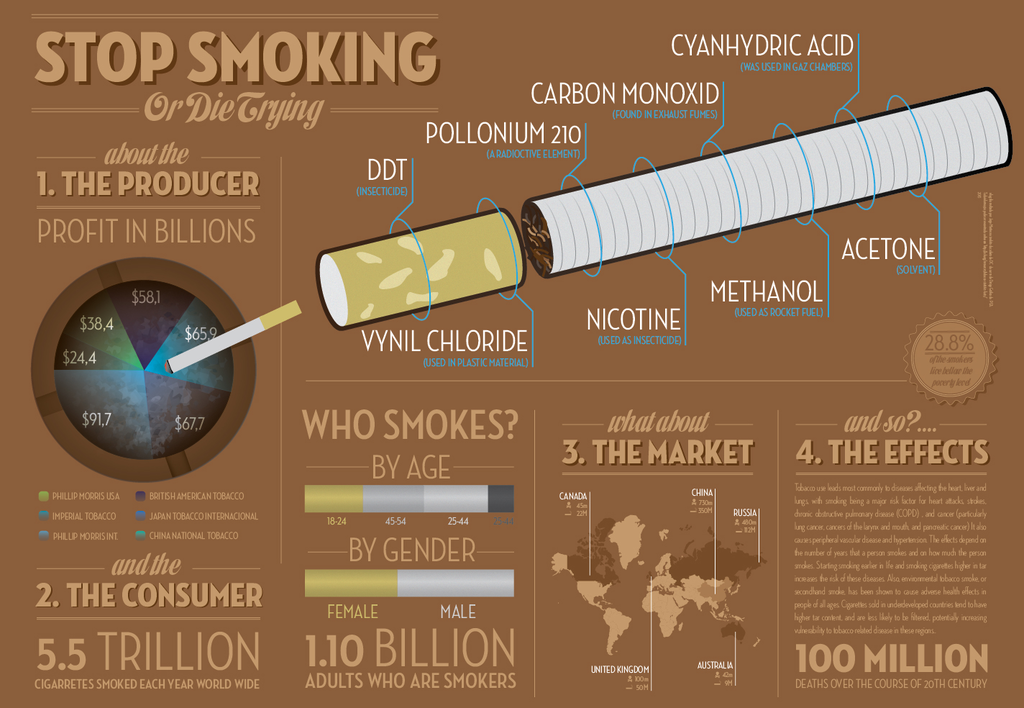 STOP SMOKING
Or Die Trying
about the
1. THE PRODUCER
PROFIT IN BILLIONS
$58,1
$38,4
$65,9
$24,4
$91,7
$67,7
PHILLIP MORRIS USA
BRITISH AMERICAN TOBACCO
IMPERIAL TOBACCO
JAPAN TOBACCO INTERNACIONAL
PHILLIP MORRIS INT.
CHINA NATIONAL TOBACCO
and the
2. THE CONSUMER
5.5 TRILLION
CIGARRETES SMOKED EACH YEAR WORLD WIDE
CYANHYDRIC ACID
(WAS USED IN GAZ CHAMBERS)
CARBON MONOXID
(FOUND IN EXHAUST FUMES)
POLLONIUM 210
(A RADIOCTIVE ELEMENT)
DDT
(INSECTICIDE)
ACETONE
(SOLVENT)
METHANOL
(USED AS ROCKET FUEL)
NICOTINE
(USED AS INSECTICIDE)
VYNIL CHLORIDE
(USED IN PLASTIC MATERIAL)
28.8%
of the smokers
live below the
poverty level
WHO SMOKES?
BY AGE
18-24
45-54
25-44
BY GENDER
FEMALE
MALE
1.10 BILLION
ADULTS WHO ARE SMOKERS
what about
3. THE MARKET
CANADA
45m
22M
CHINA
730m
350M
RUSSIA
480m
112M
UNITED KINGDOM
100m
50M
AUSTRALIA
42m
9M
and so?....
4. THE EFFECTS
Tobacco use leads most commonly to diseases affecting the heart, liver and
lungs, with smoking being a major risk factor for heart attacks, strokes,
chronic obstructive pulmonary disease (COPD) , and cancer (particularly
lung cancer, cancers of the larynx and mouth, and pancreatic cancer) It also
causes peripheral vascular disease and hypertension. The effects depend on
the number of years that a person smokes and on how much the person
smokes. Starting smoking earlier in life and smoking cigarettes higher in tar
increases the risk of these diseases. Also, environmental tobacco smoke, or
secondhand smoke, has been shown to cause adverse health effects in
people of all ages. Cigarettes sold in underdeveloped countries tend to have
higher tar content, and are less likely to be filtered, potentially increasing
vulnerability to tobacco related disease in these regions.
100 MILLION
DEATHS OVER THE COURSE OF 20TH CENTURY